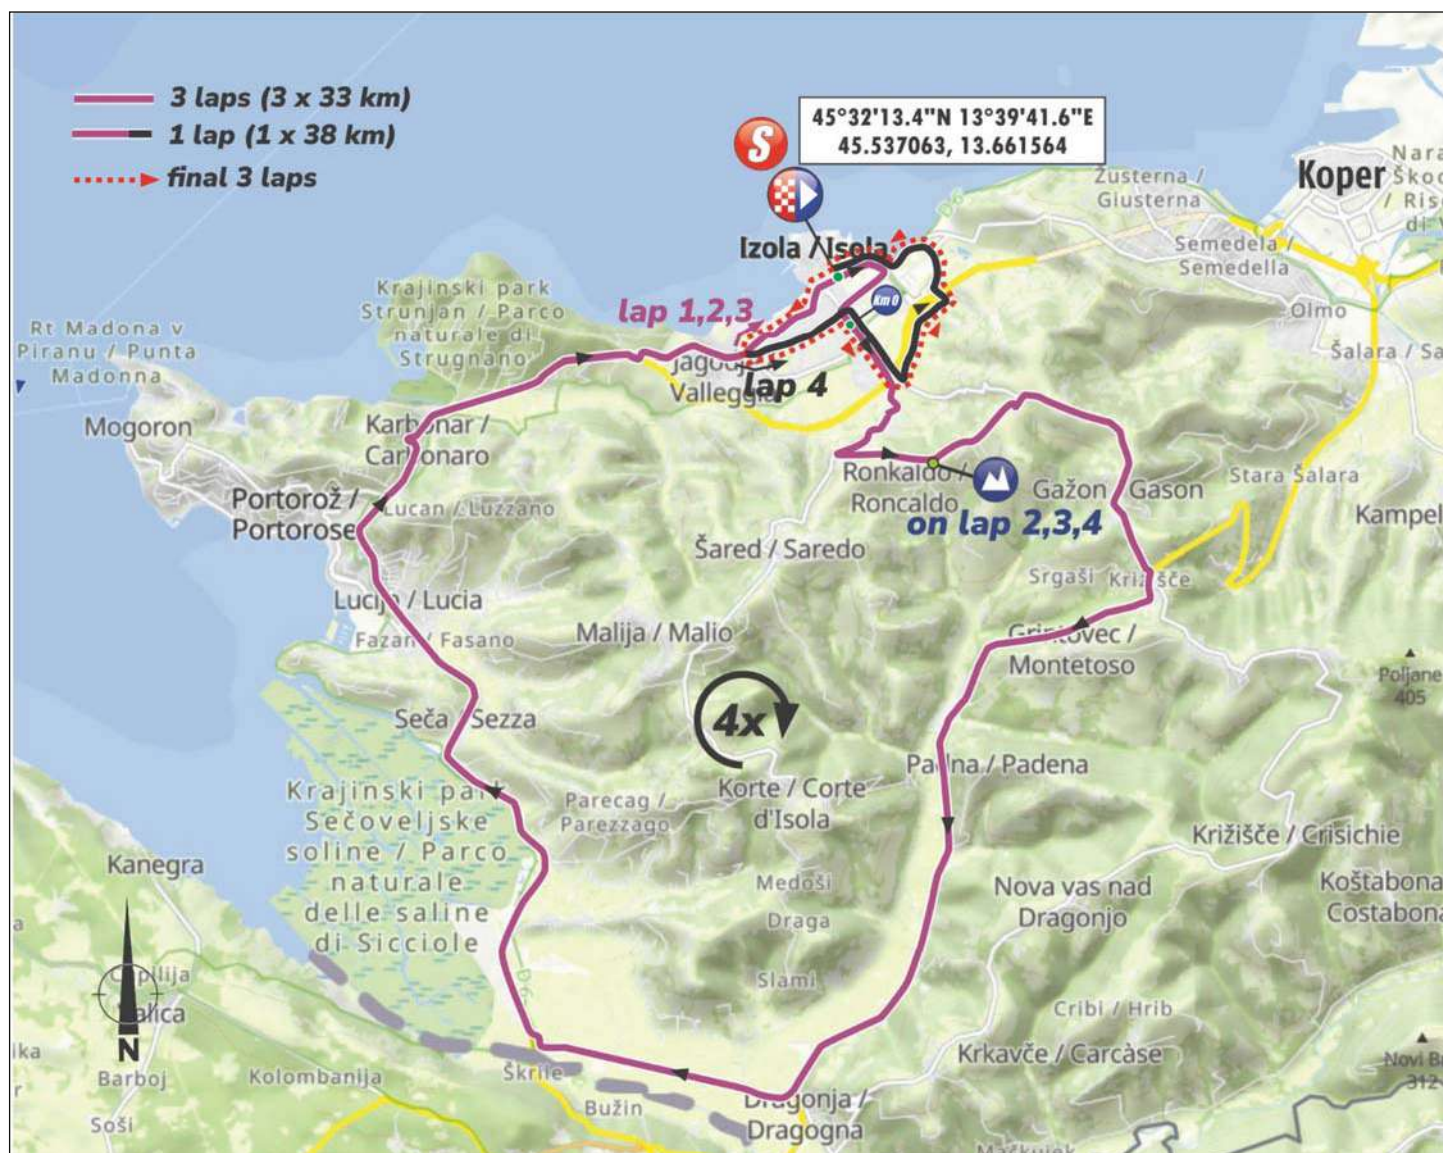 3 laps (3 x 33 km)
1 lap (1 x 38 km)
final 3 laps
45°32'13.4"N 13°39'41.6"E
45.537063, 13.661564
S
Koper
Žusterna /
Giusterna
Semedela /
Semedella
Olmo
Izola / Isola
Km 0
D6
Krajinski park
Strunjan / Parco
naturale di
Strugnano
lap 1,2,3
Rt Madona v
Piranu / Punta
Madonna
Valleggia
lap 4
Mogoron
Karbonar /
Carbonaro
Ronkaldo /
Roncaldo
on lap 2,3,4
Gažon / Gason
Stara Šalara
Portorož /
Portorose
Lucan / Luzzano
Šared / Saredo
Srgaši
Križišče
Lucija / Lucia
Fazan / Fasano
Malija / Malio
Grintovec /
Montetoso
405
Seča / Sezza
4x
Padna / Padena
Krajinski park
Sečoveljske
soline / Parco
naturale
delle saline
di Sicciole
Parecag /
Parezzago
Korte / Corte
d'Isola
Križišče / Crisichie
Kanegra
Medoši
Draga
Nova vas nad
Dragonjo
Slami
D6
Cribi / Hrib
N
Krkavče / Carcàse
312
Barboj
Kolombanija
Škrile
Bužin
Dragonja /
Dragogna
Soši